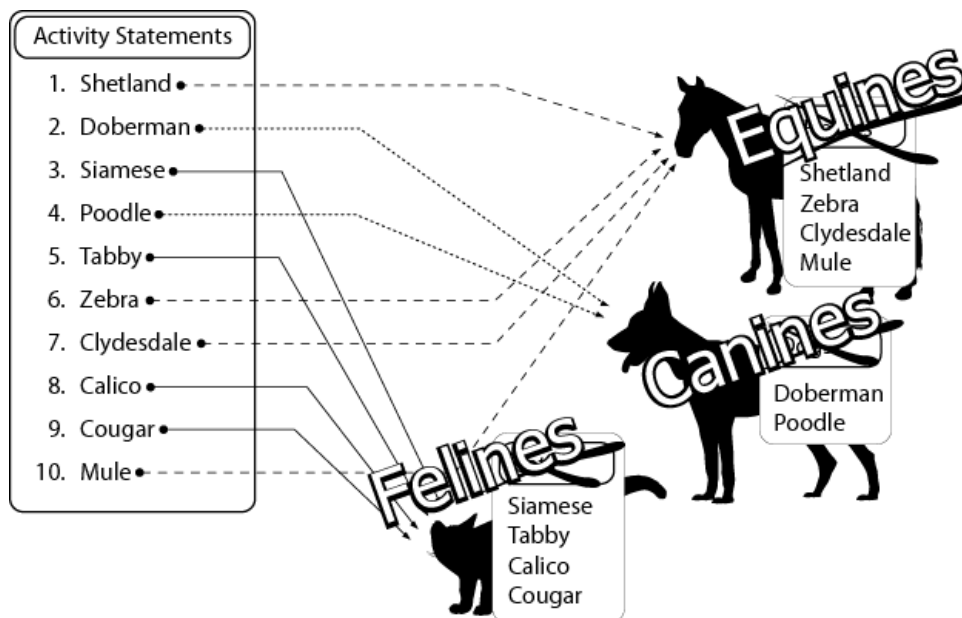 Activity Statements
1. Shetland
2. Doberman
3. Siamese
4. Poodle
5. Tabby
6. Zebra
7. Clydesdale
8. Calico
9. Cougar
10. Mule
Equines
Shetland
Zebra
Clydesdale
Mule
Canines
Doberman
Poodle
Felines
Siamese
Tabby
Calico
Cougar